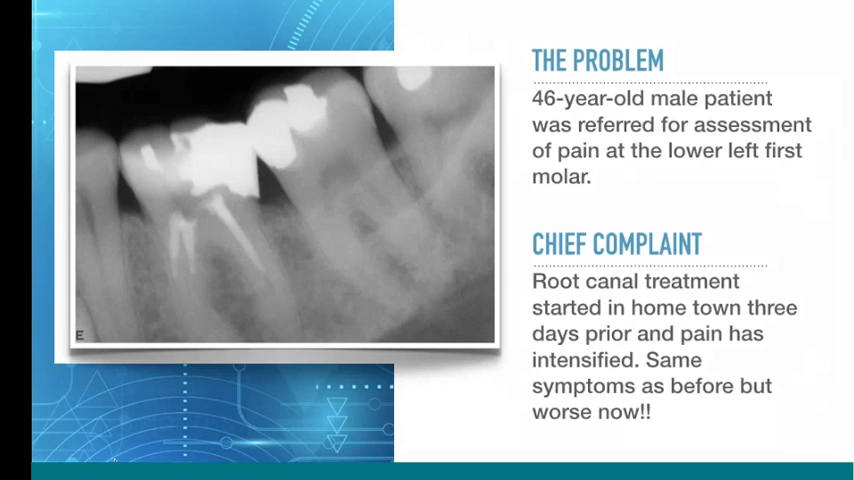 THE PROBLEM
46-year-old male patient
was referred for assessment
of pain at the lower left first
molar.
CHIEF COMPLAINT
Root canal treatment
started in home town three
days prior and pain has
intensified. Same
symptoms as before but
worse now!!
E